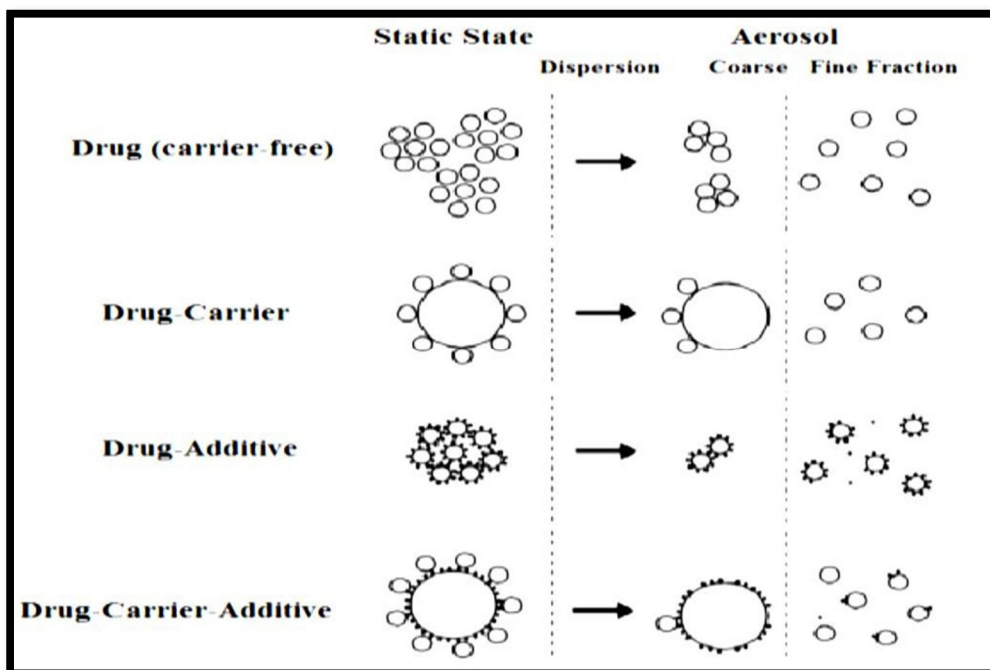 Static State Aerosol
Dispersion Coarse Fine Fraction
Drug (carrier-free)
Drug-Carrier
Drug-Additive
Drug-Carrier-Additive